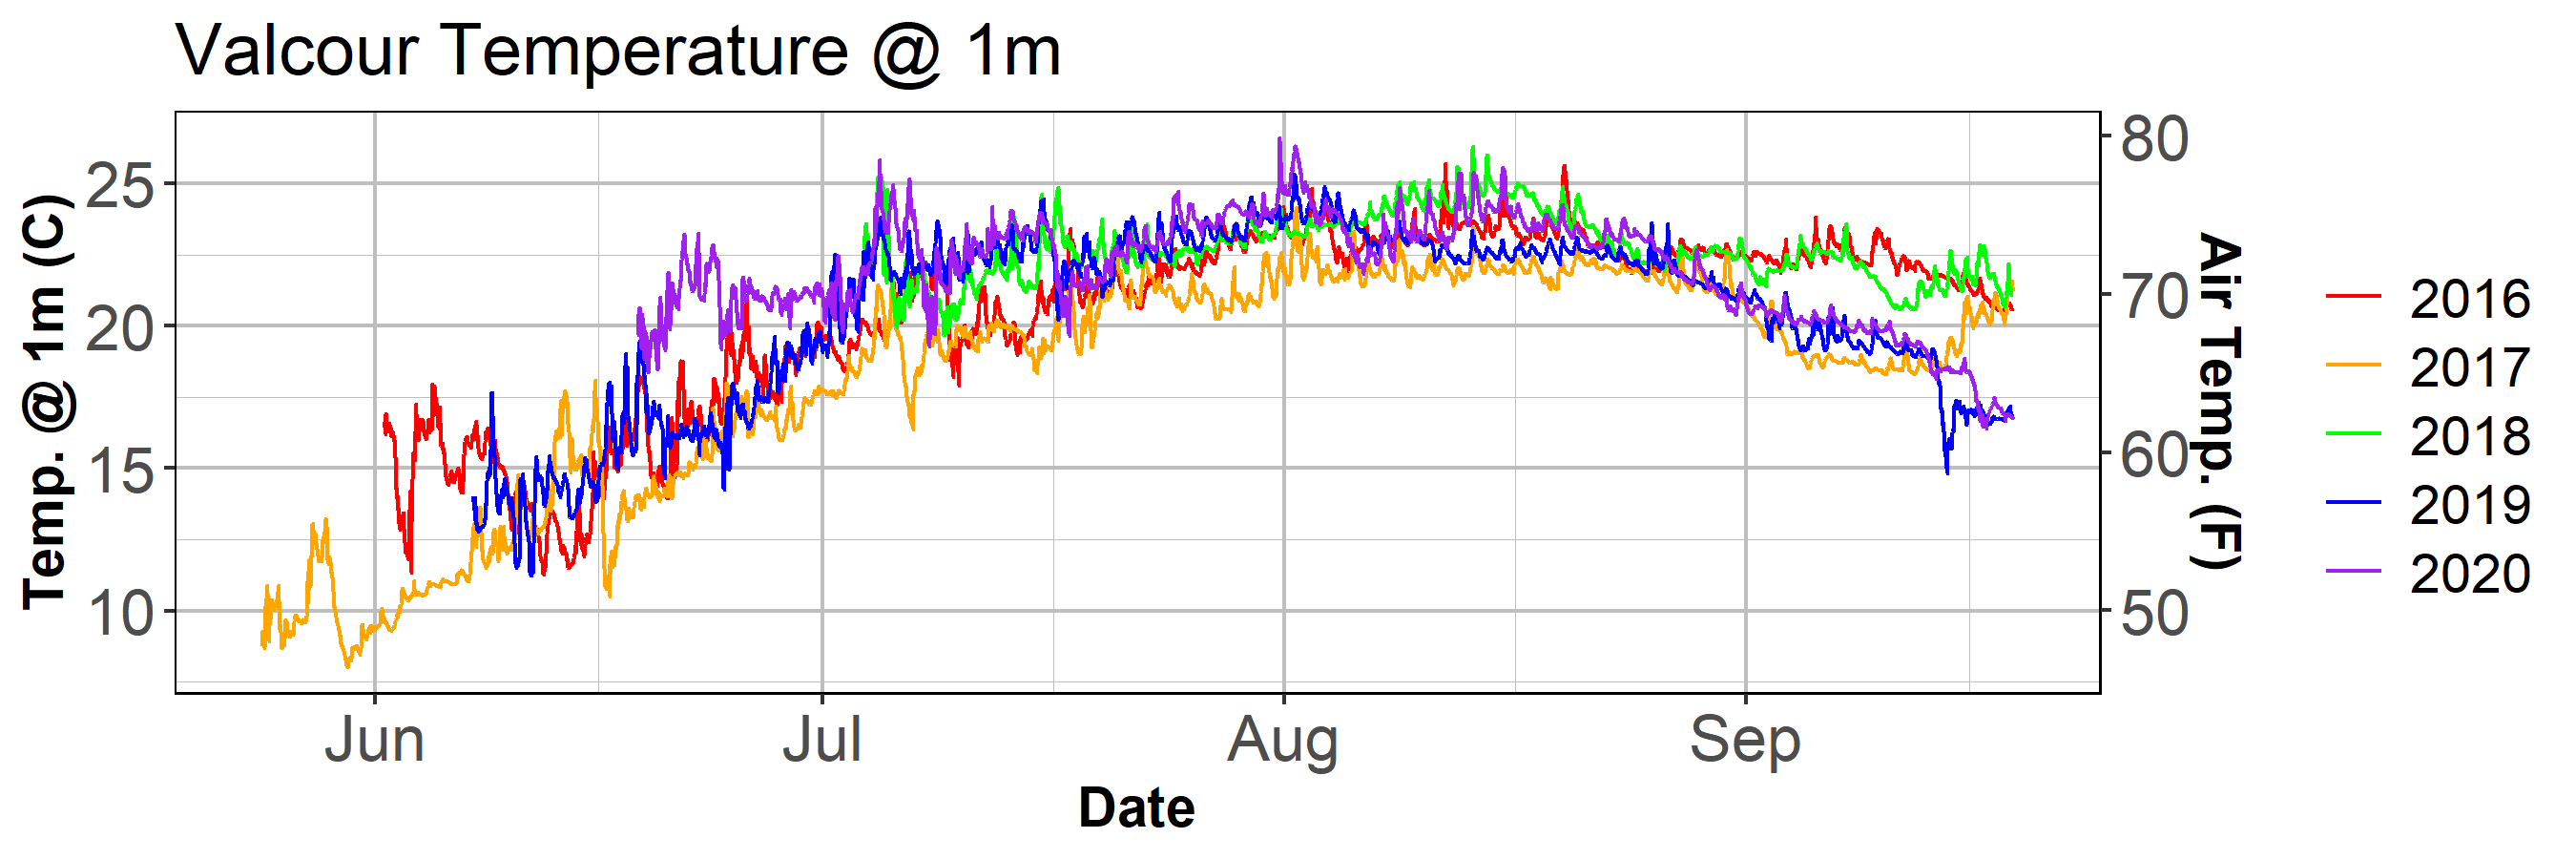 Valcour Temperature @ 1m
Temp. @ 1m (C)
25
20
15
10
80
70
60
50
Air Temp. (F)
Jun
Jul
Aug
Sep
Date
2016
2017
2018
2019
2020